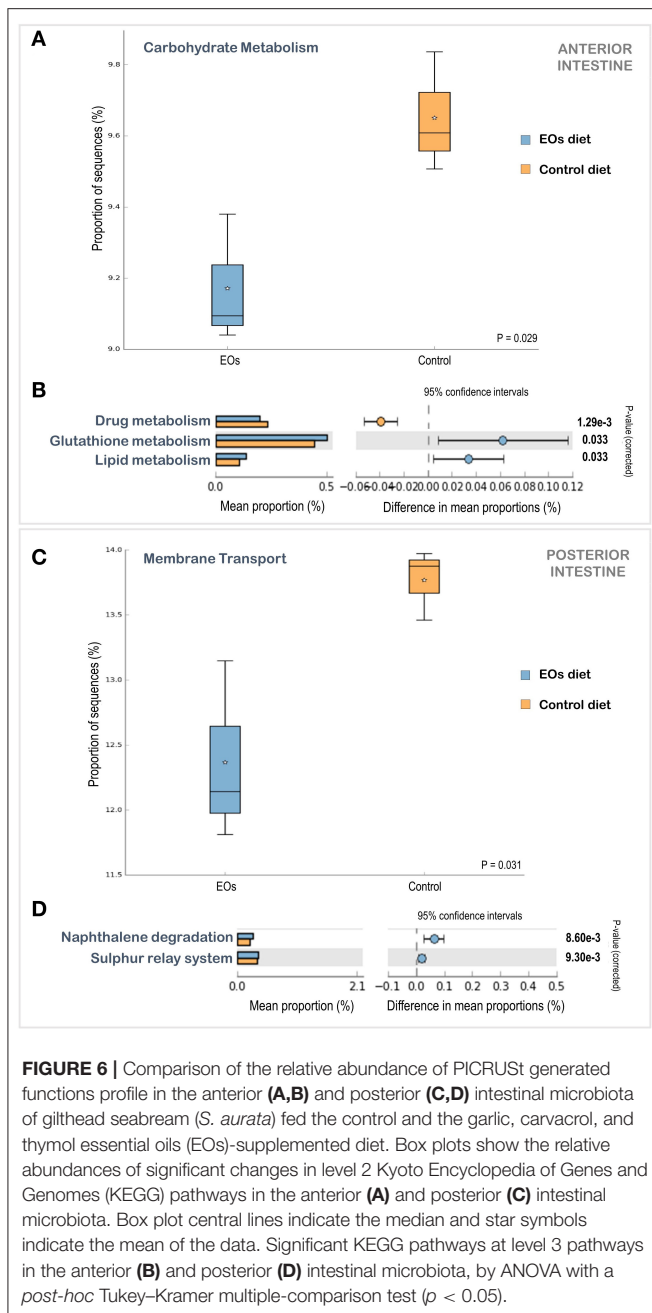 A
Carbohydrate Metabolism
ANTERIOR
INTESTINE
Proportion of sequences (%)
9.8
9.6
9.4
9.2
9.0
EOs diet
Control diet
P = 0.029
EOs
Control
B
95% confidence intervals
Drug metabolism
1.29e-3
Glutathione metabolism
0.033
Lipid metabolism
0.033
P-value (corrected)
0.0
0.5
−0.06−0.04−0.02 0.00 0.02 0.04 0.06 0.08 0.10 0.12
Mean proportion (%)
Difference in mean proportions (%)
C
Membrane Transport
POSTERIOR
INTESTINE
Proportion of sequences (%)
14.0
13.5
13.0
12.5
12.0
11.5
EOs diet
Control diet
P = 0.031
EOs
Control
D
95% confidence intervals
Naphthalene degradation
8.60e-3
Sulphur relay system
9.30e-3
P-value (corrected)
0.0
2.1
−0.1 0.0 0.1 0.2 0.3 0.4 0.5
Mean proportion (%)
Difference in mean proportions (%)
FIGURE 6 | Comparison of the relative abundance of PICRUSt generated
functions profile in the anterior (A,B) and posterior (C,D) intestinal microbiota
of gilthead seabream (S. aurata) fed the control and the garlic, carvacrol, and
thymol essential oils (EOs)-supplemented diet. Box plots show the relative
abundances of significant changes in level 2 Kyoto Encyclopedia of Genes and
Genomes (KEGG) pathways in the anterior (A) and posterior (C) intestinal
microbiota. Box plot central lines indicate the median and star symbols
indicate the mean of the data. Significant KEGG pathways at level 3 pathways
in the anterior (B) and posterior (D) intestinal microbiota, by ANOVA with a
post-hoc Tukey–Kramer multiple-comparison test (p < 0.05).